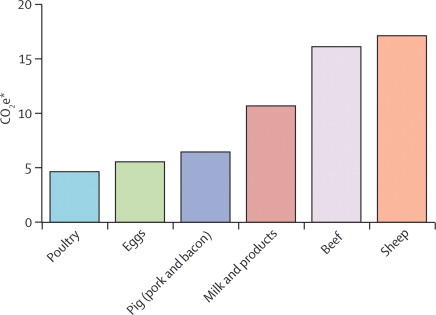 20
15
10
5
0
CO₂e*
Poultry
Eggs
Pig (pork and bacon)
Milk and products
Beef
Sheep